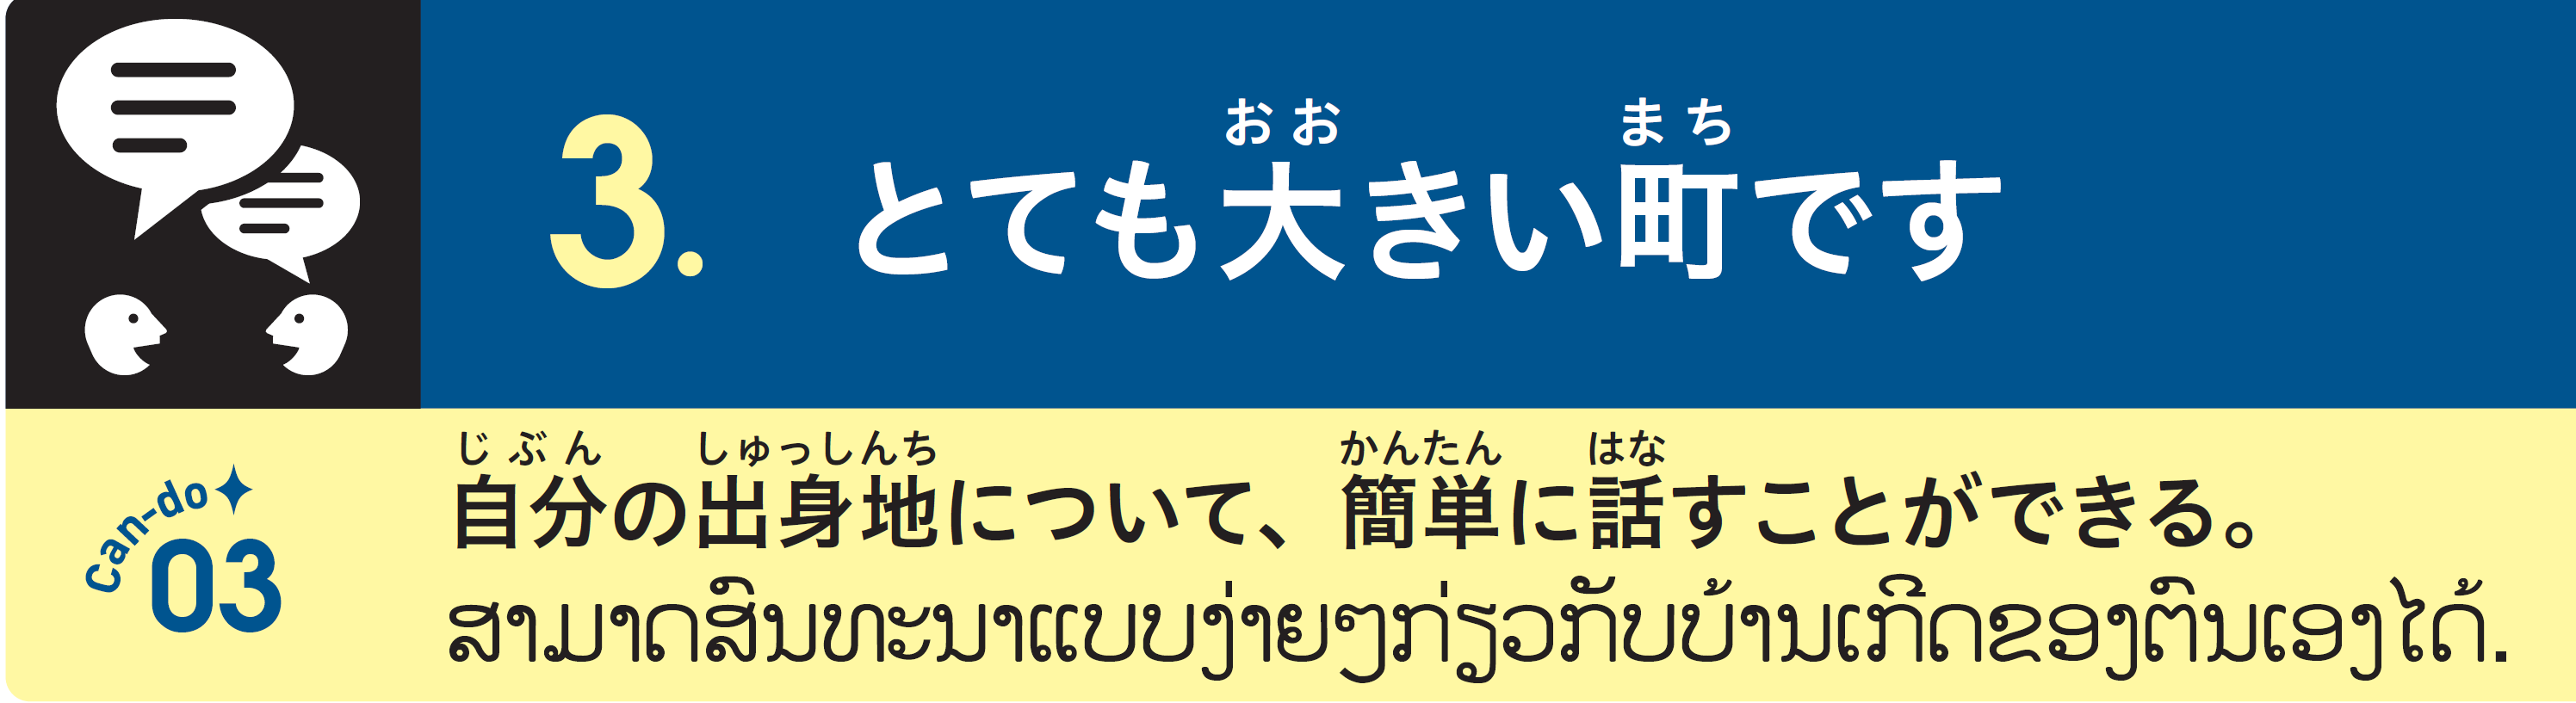 おお まち
3. とても大きい町です
じぶん しゅっしんち かんたん はな
Can-do
03
自分の出身地について、簡単に話すことができる。
ສາມາດສົນທະນາແບບງ່າຍໆກ່ຽວກັບບ້ານເກີດຂອງຕົນເອງໄດ້.